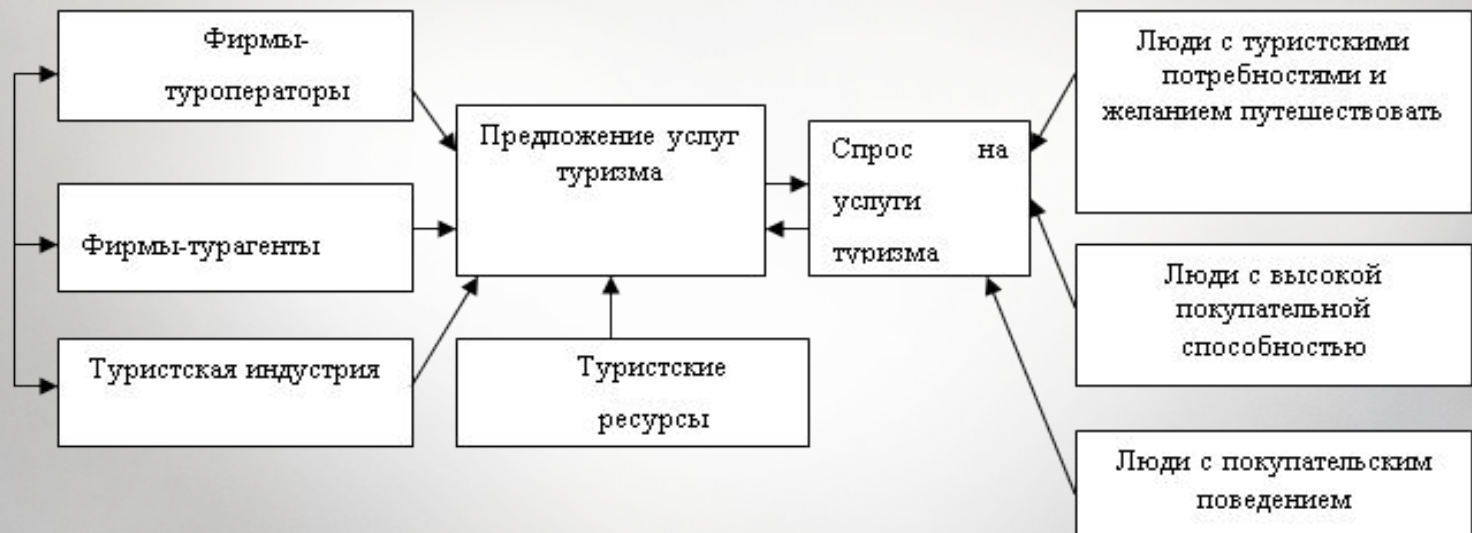 Фирмы-
туроператоры
Фирмы-турагенты
Туристская индустрия
Предложение услуг
туризма
Туристские
ресурсы
Спрос на
услуги
туризма
Люди с туристскими
потребностями и
желанием путешествовать
Люди с высокой
покупательной
способностью
Люди с покупательским
поведением